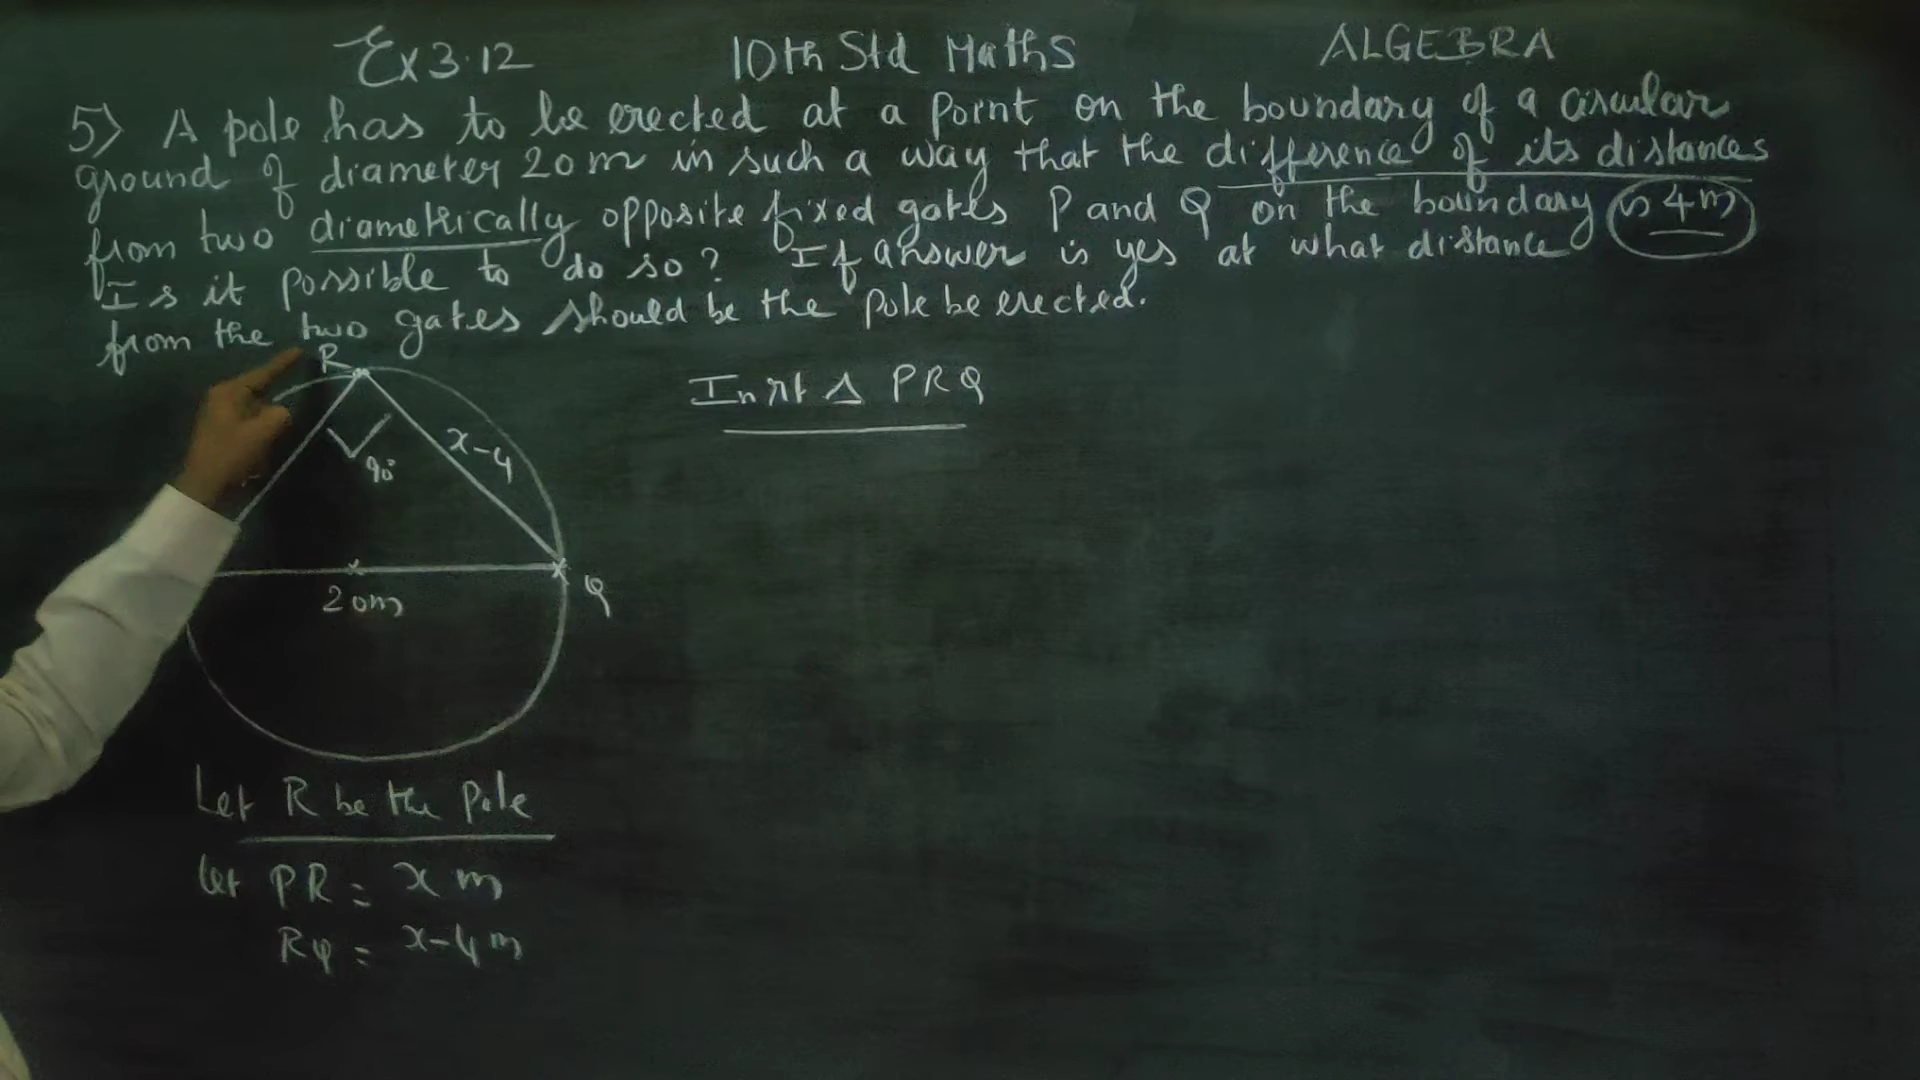 Ex 3.12
10th Std Maths
ALGEBRA
5) A pole has to be erected at a point on the boundary of a circular
ground of diameter 20m in such a way that the difference of its distances
from two diametrically opposite fixed gates P and Q on the boundary is 4m
Is it possible to do so? If answer is yes at what distance
from the two gates should be the pole be erected.
R
x-4
90°
20m
Q
Let R be the Pole
let PR = x m
RQ = x-4 m
In rt Δ PRQ